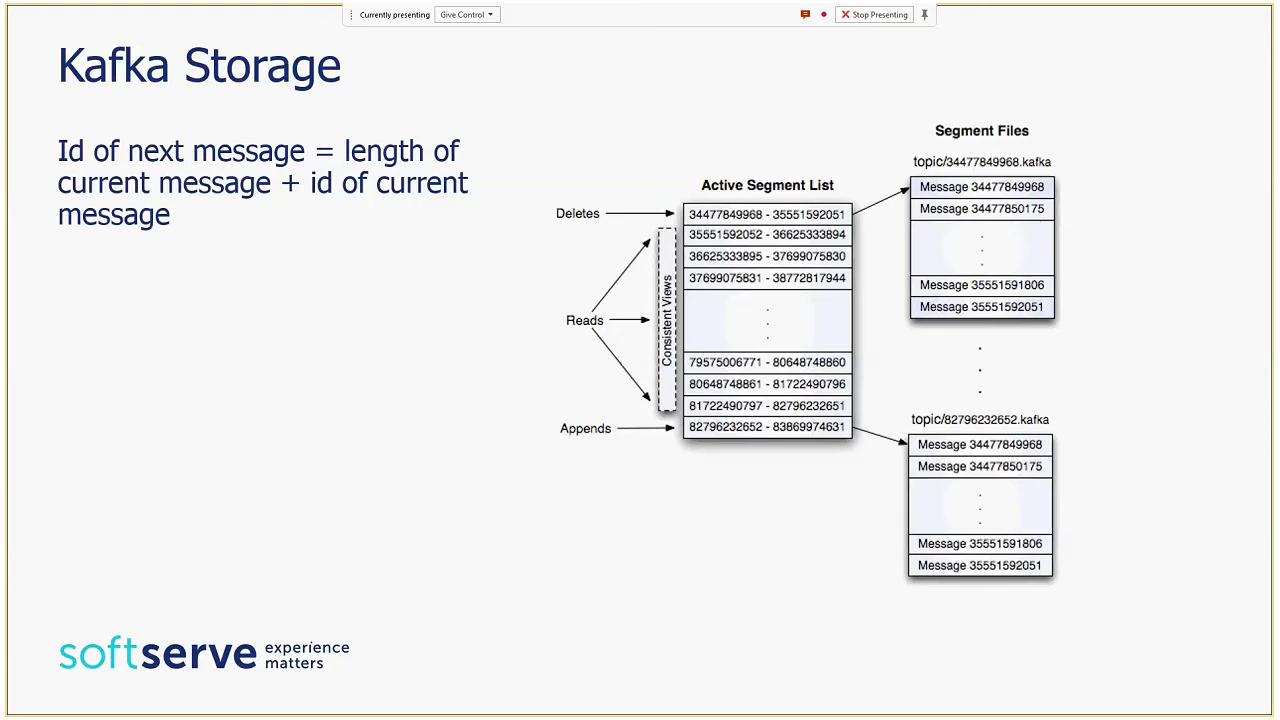 Currently presenting
Give Control
Stop Presenting
Kafka Storage
Id of next message = length of
current message + id of current
message
Deletes
Reads
Appends
Consistent Views
Active Segment List
34477849968 - 35551592051
35551592052 - 36625333894
36625333895 - 37699075830
37699075831 - 38772817944
.
.
.
79575006771 - 80648748860
80648748861 - 81722490796
81722490797 - 82796232651
82796232652 - 83869974631
Segment Files
topic/34477849968.kafka
Message 34477849968
Message 34477850175
.
.
.
Message 35551591806
Message 35551592051
.
.
.
topic/82796232652.kafka
Message 34477849968
Message 34477850175
.
.
.
Message 35551591806
Message 35551592051
softserve
experience
matters